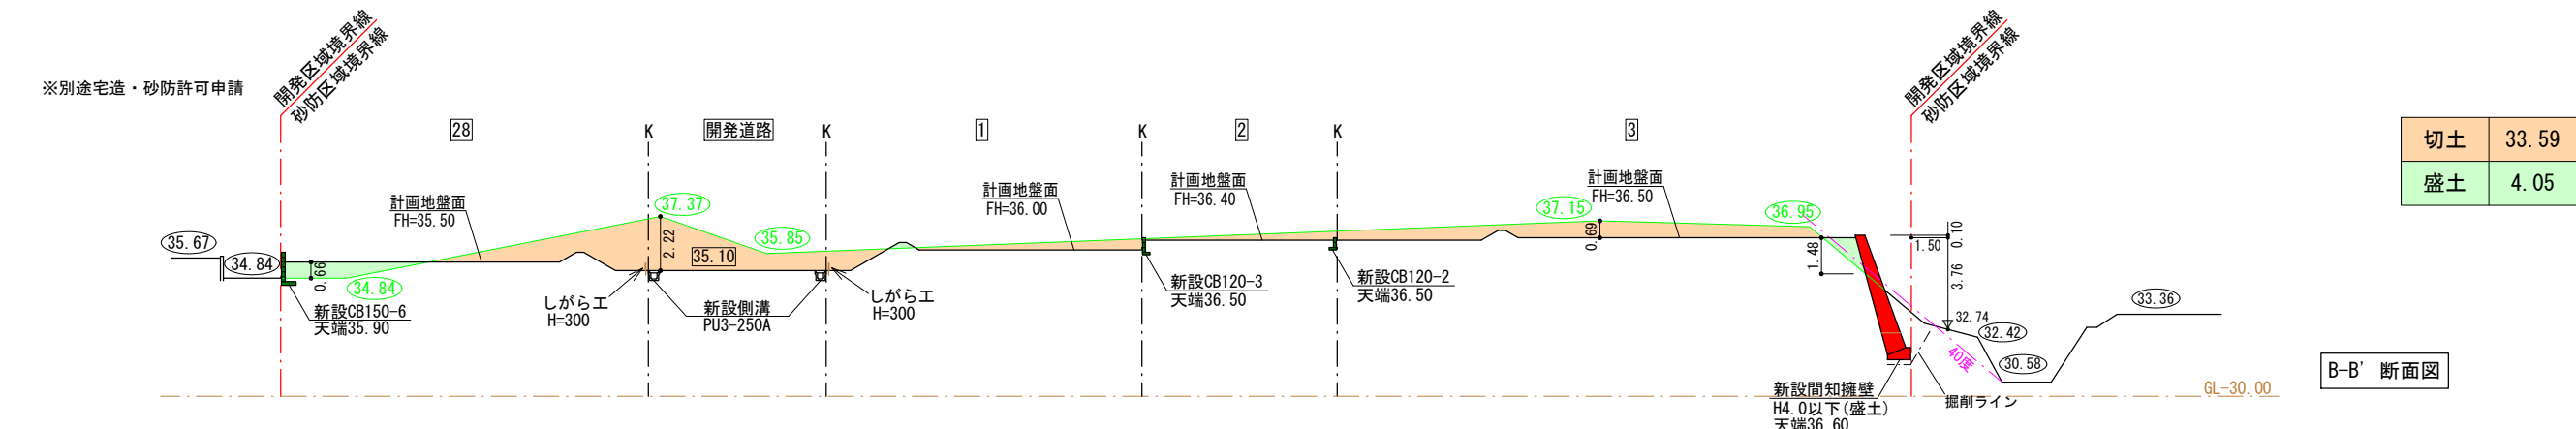 ※別途宅造・砂防許可申請
開発区域境界線
砂防区域境界線
28
K
開発道路
K
1
K
2
K
3
開発区域境界線
砂防区域境界線
切土 33.59
盛土 4.05
35.67
34.84
0.66
34.84
計画地盤面
FH=35.50
新設CB150-6
天端35.90
37.37
2.22
35.10
35.85
しがら工
H=300
新設側溝
PU3-250A
しがら工
H=300
計画地盤面
FH=36.00
新設CB120-3
天端36.50
計画地盤面
FH=36.40
新設CB120-2
天端36.50
37.15
0.69
計画地盤面
FH=36.50
36.95
1.48
1.50
0.10
3.76
32.74
32.42
30.58
33.36
40度
新設間知擁壁
H4.0以下(盛土)
天端36.60
掘削ライン
GL-30.00
B-B' 断面図